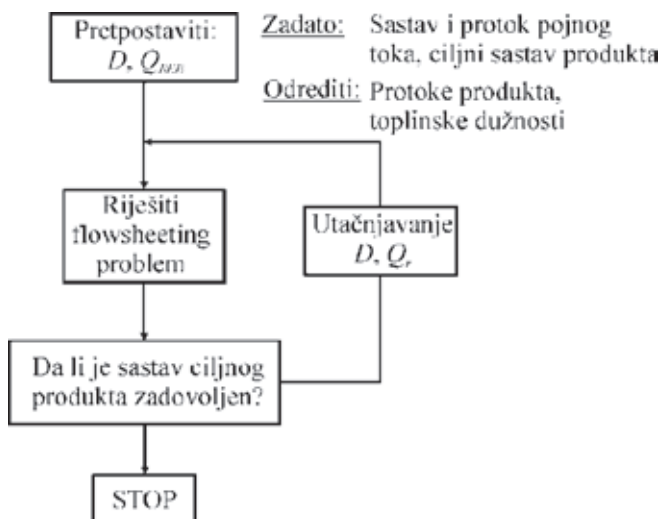 Pretpostaviti:
D, Q
Zadato: Sastav i protok pojnog
toka, ciljni sastav produkta
Odrediti: Protoke produkta,
toplinske dužnosti
Riješiti
flowsheeting
problem
Utačnjavanje
D, Qr
Da li je sastav ciljnog
produkta zadovoljen?
STOP